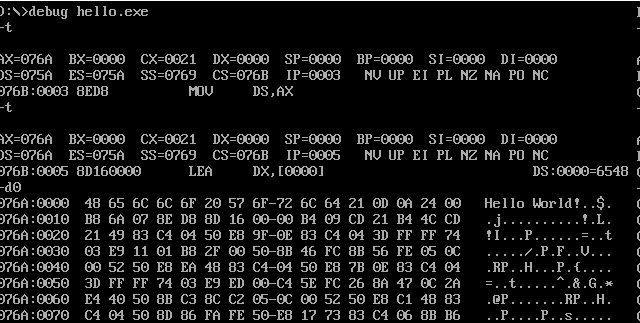 D:\>debug hello.exe
-t
AX=076A BX=0000 CX=0021 DX=0000 SP=0000 BP=0000 SI=0000 DI=0000
DS=075A ES=075A SS=0769 CS=076B IP=0003 NV UP EI PL NZ NA PO NC
076B:0003 8ED8 MOV DS,AX
-t
AX=076A BX=0000 CX=0021 DX=0000 SP=0000 BP=0000 SI=0000 DI=0000
DS=076A ES=075A SS=0769 CS=076B IP=0005 NV UP EI PL NZ NA PO NC
076B:0005 8D160000 LEA DX,[0000] DS:0000=6548
-d0
076A:0000 48 65 6C 6C 6F 20 57 6F-72 6C 64 21 0D 0A 24 00 Hello World!..$.
076A:0010 B8 6A 07 8E D8 8D 16 00-00 B4 09 CD 21 B4 4C CD .j..........!.L.
076A:0020 21 49 83 C4 04 50 E8 9F-0E 83 C4 04 3D FF FF 74 !I...P......=..t
076A:0030 03 E9 11 01 B8 2F 00 50-8B 46 FC 8B 56 FE 05 0C ...../.P.F..V...
076A:0040 00 52 50 E8 EA 48 83 C4-04 50 E8 7B 0E 83 C4 04 .RP..H...P.{....
076A:0050 3D FF FF 74 03 E9 ED 00-C4 5E FC 26 8A 47 0C 2A =..t.....^.&.G.*
076A:0060 E4 40 50 8B C3 8C C2 05-0C 00 52 50 E8 C1 48 83 .@P.......RP..H.
076A:0070 C4 04 50 8D 86 FA FE 50-E8 17 73 83 C4 06 8B B6 ..P....P..s.....